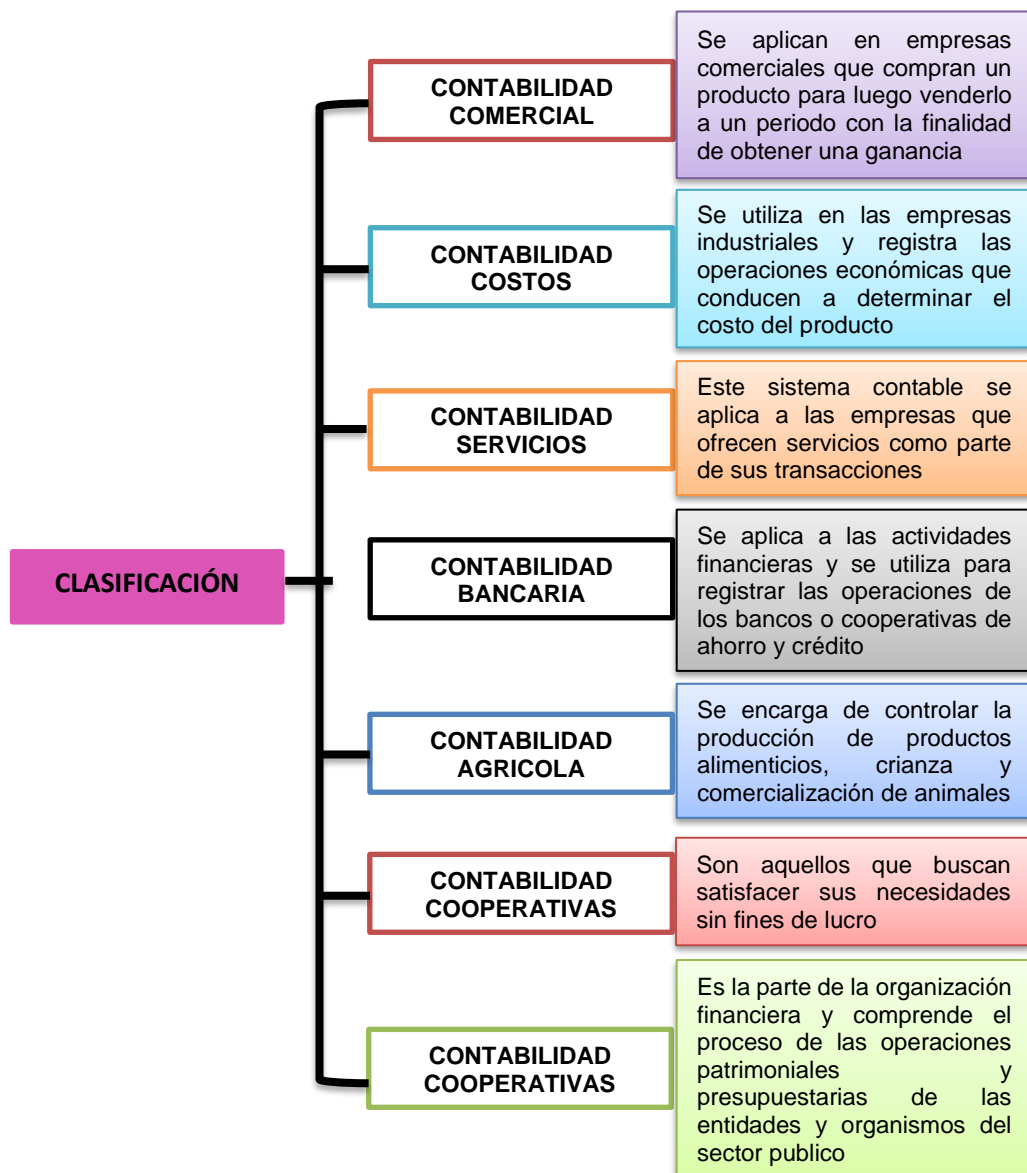 CLASIFICACIÓN
CONTABILIDAD
COMERCIAL
Se aplican en empresas
comerciales que compran un
producto para luego venderlo
a un periodo con la finalidad
de obtener una ganancia
CONTABILIDAD
COSTOS
Se utiliza en las empresas
industriales y registra las
operaciones económicas que
conducen a determinar el
costo del producto
CONTABILIDAD
SERVICIOS
Este sistema contable se
aplica a las empresas que
ofrecen servicios como parte
de sus transacciones
CONTABILIDAD
BANCARIA
Se aplica a las actividades
financieras y se utiliza para
registrar las operaciones de
los bancos o cooperativas de
ahorro y crédito
CONTABILIDAD
AGRICOLA
Se encarga de controlar la
producción de productos
alimenticios, crianza y
comercialización de animales
CONTABILIDAD
COOPERATIVAS
Son aquellos que buscan
satisfacer sus necesidades
sin fines de lucro
CONTABILIDAD
COOPERATIVAS
Es la parte de la organización
financiera y comprende el
proceso de las operaciones
patrimoniales y
presupuestarias de las
entidades y organismos del
sector publico